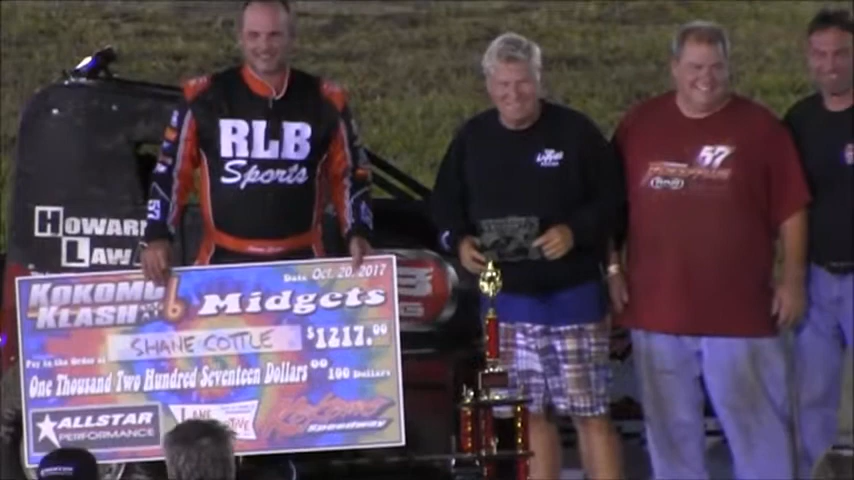 RLB
Sports
HOWARD
LAW
57
Date Oct. 20, 2017
KOKOMO
KLASH 6
Midgets
Pay to the Order of
SHANE COTTLE
$1217.00
One Thousand Two Hundred Seventeen Dollars 00
100 Dollars
ALLSTAR
PERFORMANCE
Kokomo
Speedway